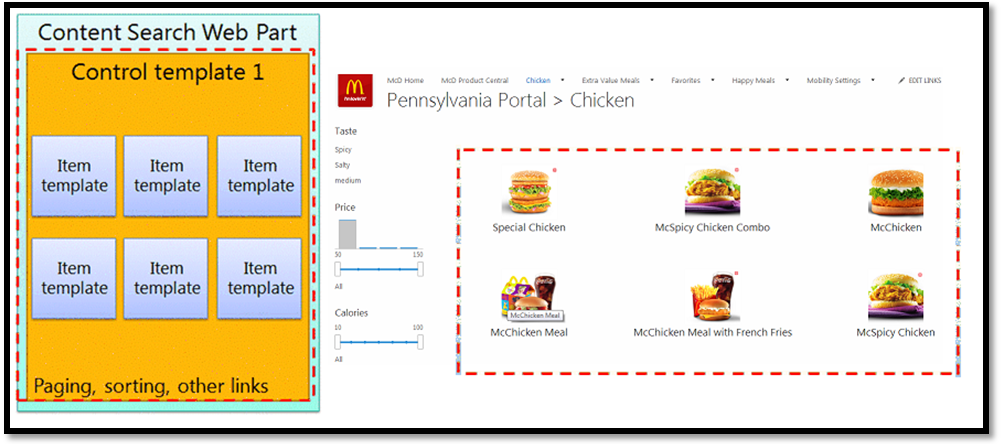 Content Search Web Part
Control template 1
Item
template
Item
template
Item
template
Item
template
Item
template
Item
template
Paging, sorting, other links
McD Home McD Product Central Chicken Extra Value Meals Favorites Happy Meals Mobility Settings EDIT LINKS
Pennsylvania Portal > Chicken
Taste
Spicy
Salty
medium
Price
50 150
All
Calories
10 100
All
Special Chicken
McSpicy Chicken Combo
McChicken
McChicken Meal
McChicken Meal
McChicken Meal with French Fries
McSpicy Chicken